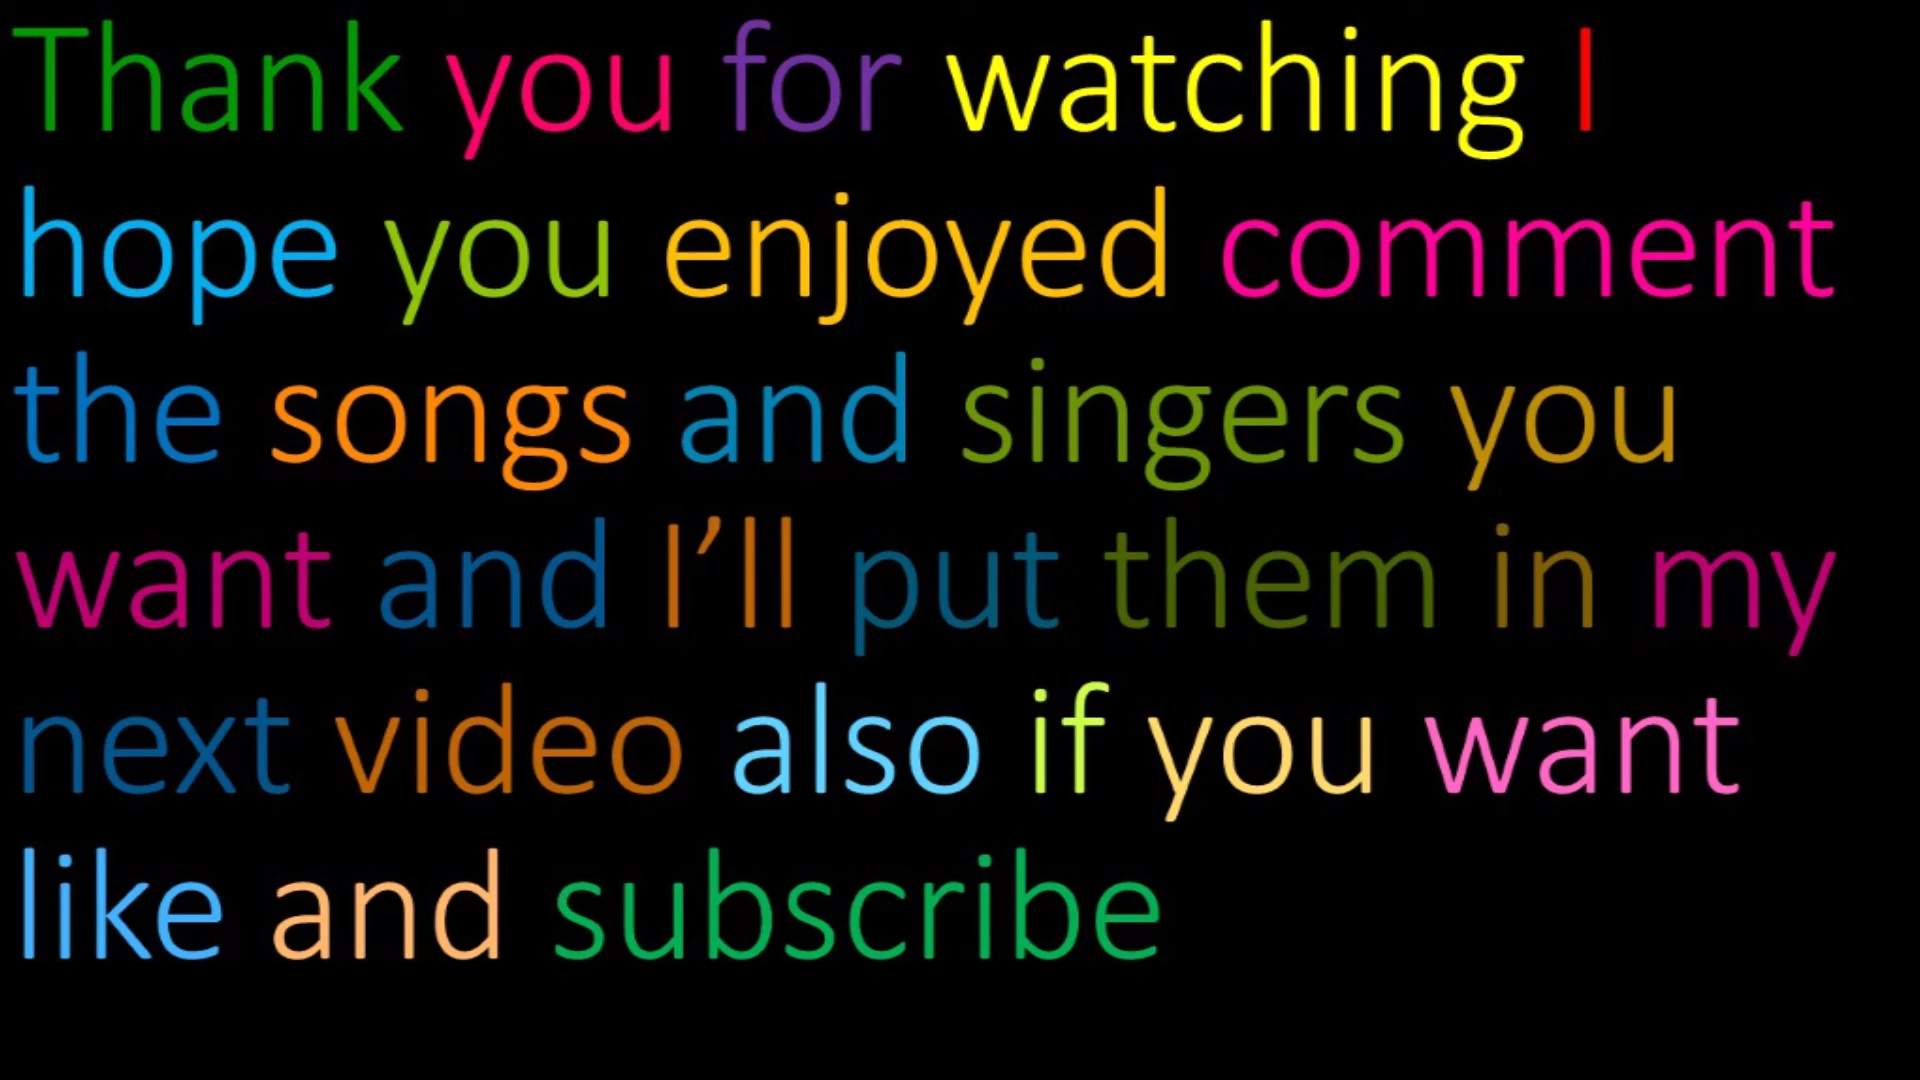 Thank you for watching I
hope you enjoyed comment
the songs and singers you
want and I’ll put them in my
next video also if you want
like and subscribe